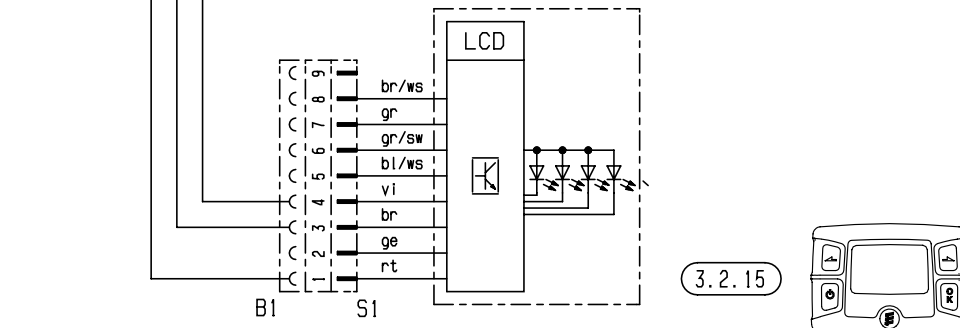 LCD
9
8 br/ws
7 gr
6 gr/sw
5 bl/ws
4 vi
3 br
2 ge
1 rt
B1 S1
3.2.15
OK